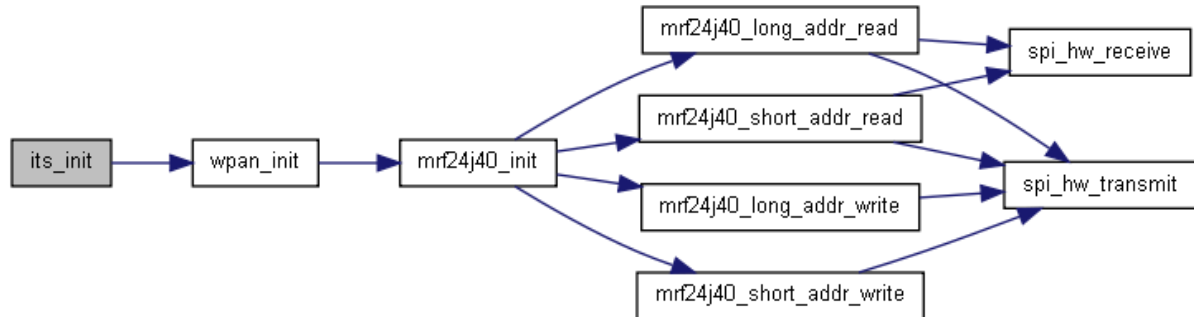 mrf24j40_long_addr_read
spi_hw_receive
mrf24j40_short_addr_read
its_init
wpan_init
mrf24j40_init
spi_hw_transmit
mrf24j40_long_addr_write
mrf24j40_short_addr_write